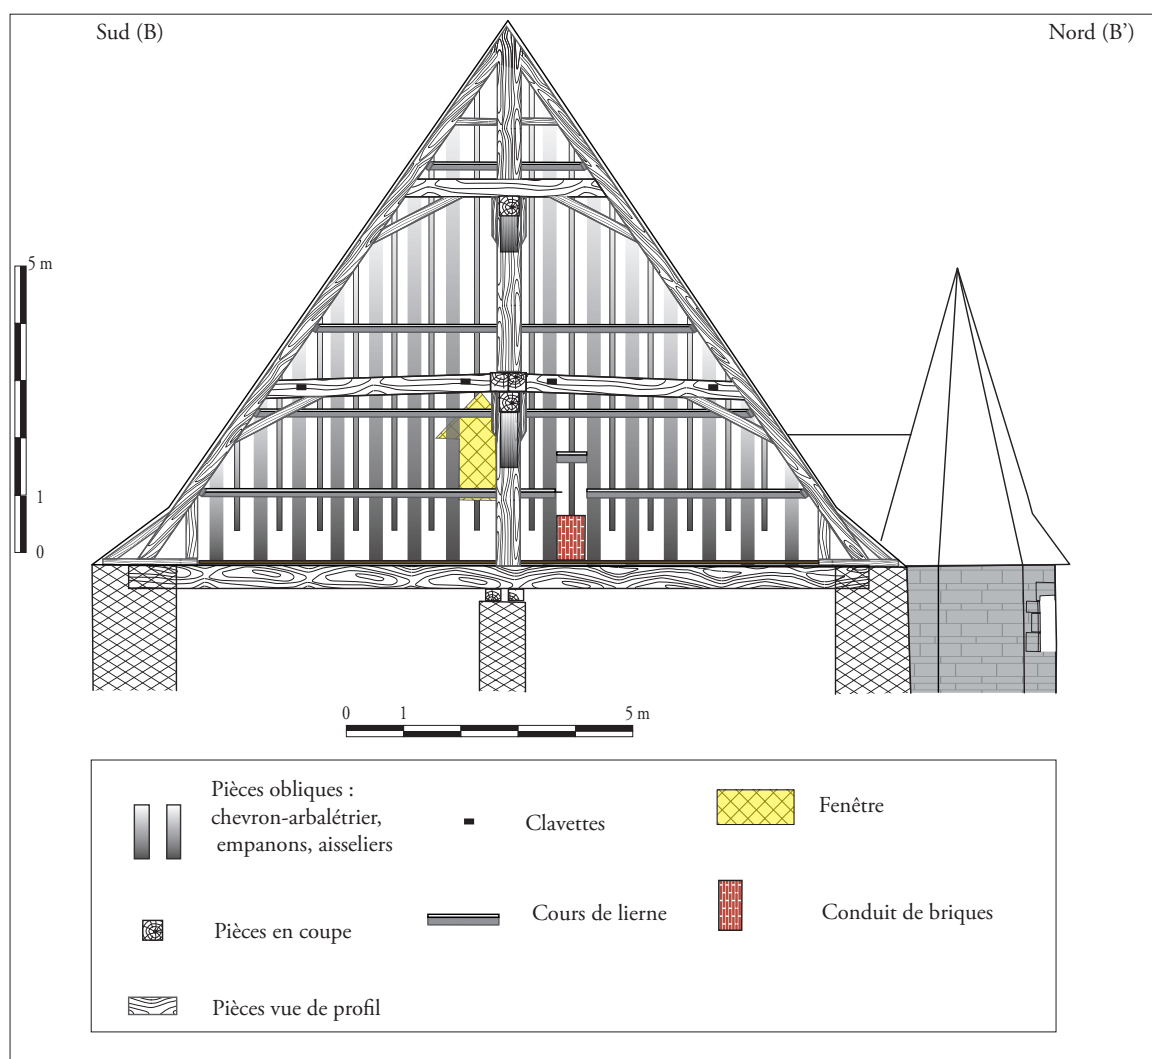 Sud (B)
Nord (B’)
5 m
1
0
0
1
5 m
Pièces obliques :
chevron-arbalétrier,
empanons, aisseliers
Clavettes
Fenêtre
Pièces en coupe
Cours de lierne
Conduit de briques
Pièces vue de profil